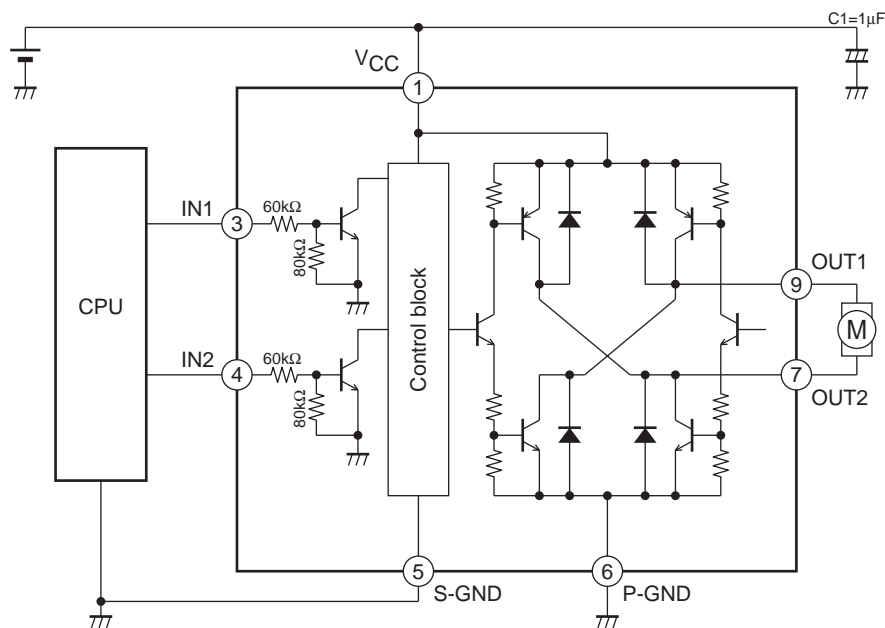 C1=1μF
VCC
1
IN1
3
60kΩ
80kΩ
CPU
Control block
9
OUT1
M
IN2
4
60kΩ
80kΩ
7
OUT2
5
S-GND
6
P-GND